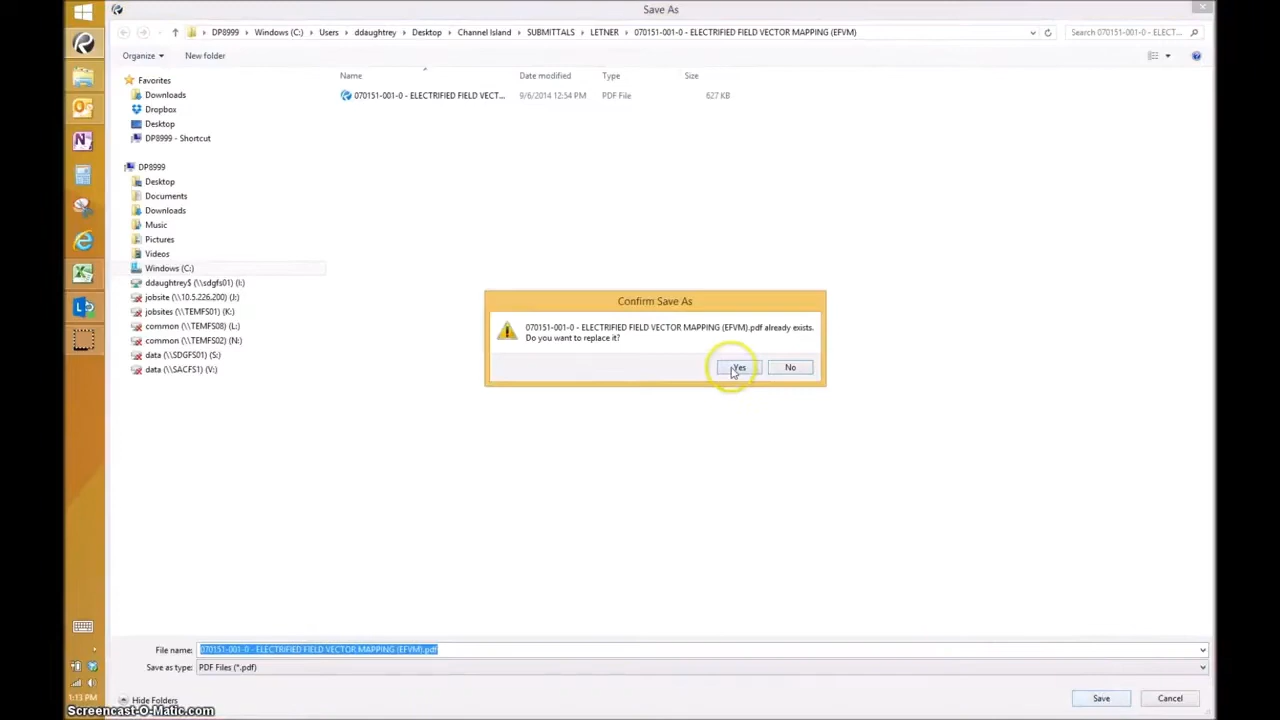 Save As
DP8999 Windows (C:) Users ddaughtrey Desktop Channel Island SUBMITTALS LETNER 070151-001-0 - ELECTRIFIED FIELD VECTOR MAPPING (EFVM) Search 070151-001-0 - ELECT...
Organize New folder
Name Date modified Type Size
070151-001-0 - ELECTRIFIED FIELD VECT... 9/6/2014 12:54 PM PDF File 627 KB
Favorites
Downloads
Dropbox
Desktop
DP8999 - Shortcut
DP8999
Desktop
Documents
Downloads
Music
Pictures
Videos
Windows (C:)
ddaughtrey$ (\\sdgfs01) (I:)
jobsite (\\10.5.226.200) (J:)
jobsites (\\TEMFS01) (K:)
common (\\TEMFS08) (L:)
common (\\TEMFS02) (N:)
data (\\SDGFS01) (S:)
data (\\SACFS1) (V:)
Confirm Save As
070151-001-0 - ELECTRIFIED FIELD VECTOR MAPPING (EFVM).pdf already exists.
Do you want to replace it?
Yes No
File name: 070151-001-0 - ELECTRIFIED FIELD VECTOR MAPPING (EFVM).pdf
Save as type: PDF Files (*.pdf)
Hide Folders Save Cancel
1:13 PM
Screencast-O-Matic.com